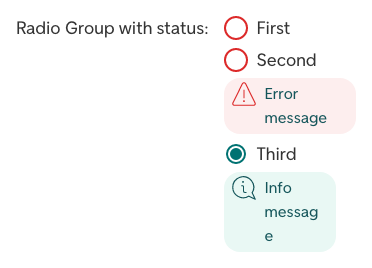 Radio Group with status:
First
Second
Error
message
Third
Info
messag
e